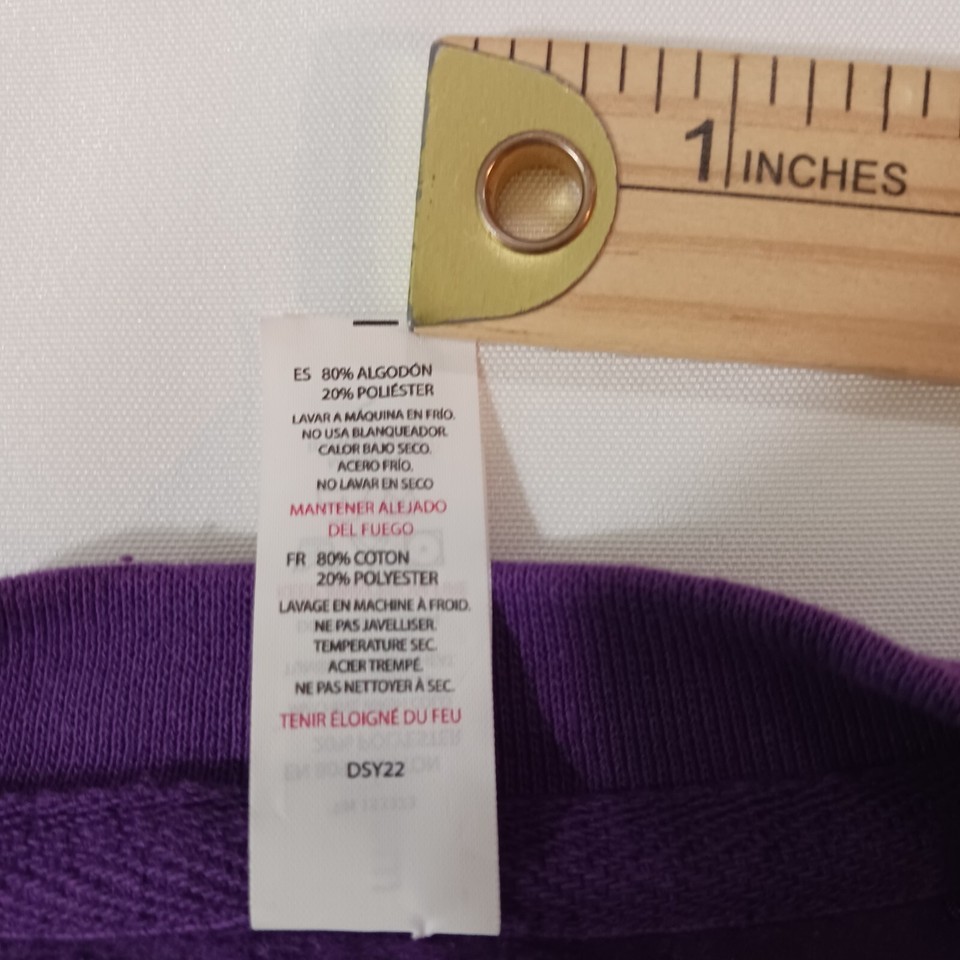 1 INCHES
ES 80% ALGODÓN
20% POLIÉSTER
LAVAR A MÁQUINA EN FRÍO.
NO USA BLANQUEADOR.
CALOR BAJO SECO.
ACERO FRÍO.
NO LAVAR EN SECO
MANTENER ALEJADO
DEL FUEGO
FR 80% COTON
20% POLYESTER
LAVAGE EN MACHINE À FROID.
NE PAS JAVELLISER.
TEMPERATURE SEC.
ACIER TREMPÉ.
NE PAS NETTOYER À SEC.
TENIR ÉLOIGNÉ DU FEU
DSY22